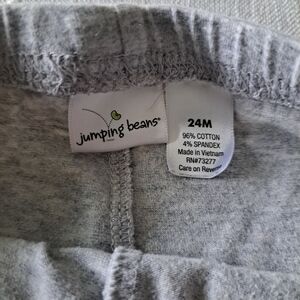 jumping beans®
24M
96% COTTON
4% SPANDEX
Made in Vietnam
RN#73277
Care on Reverse